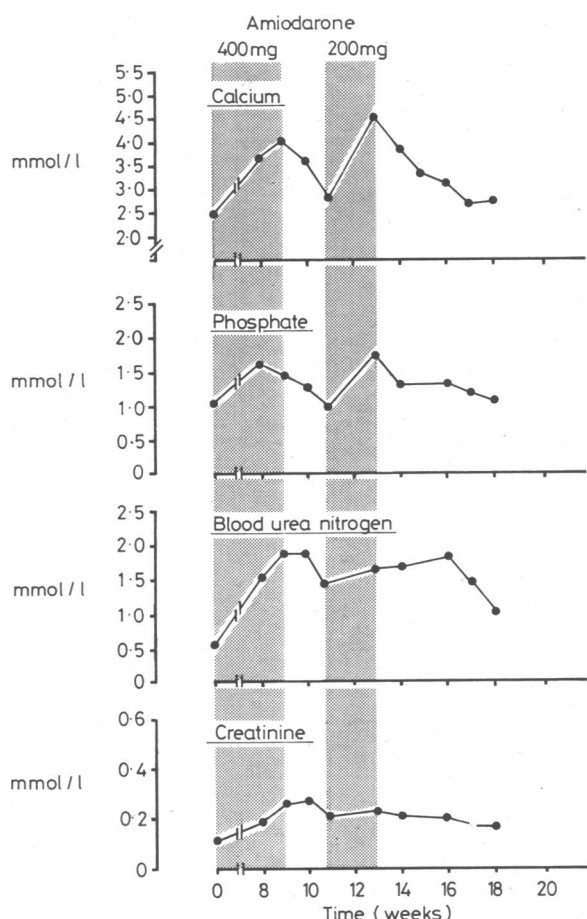 Amiodarone
400mg 200mg
5·5
5·0
Calcium
4·5
4·0
mmol/l
3·5
3·0
2·5
2·0
2·5
2·0
Phosphate
1·5
mmol/l
1·0
0·5
0
2·5
Blood urea nitrogen
2·0
1·5
mmol/l
1·0
0·5
0
0·6
Creatinine
0·4
mmol/l
0·2
0
0 8 10 12 14 16 18 20
Time (weeks)